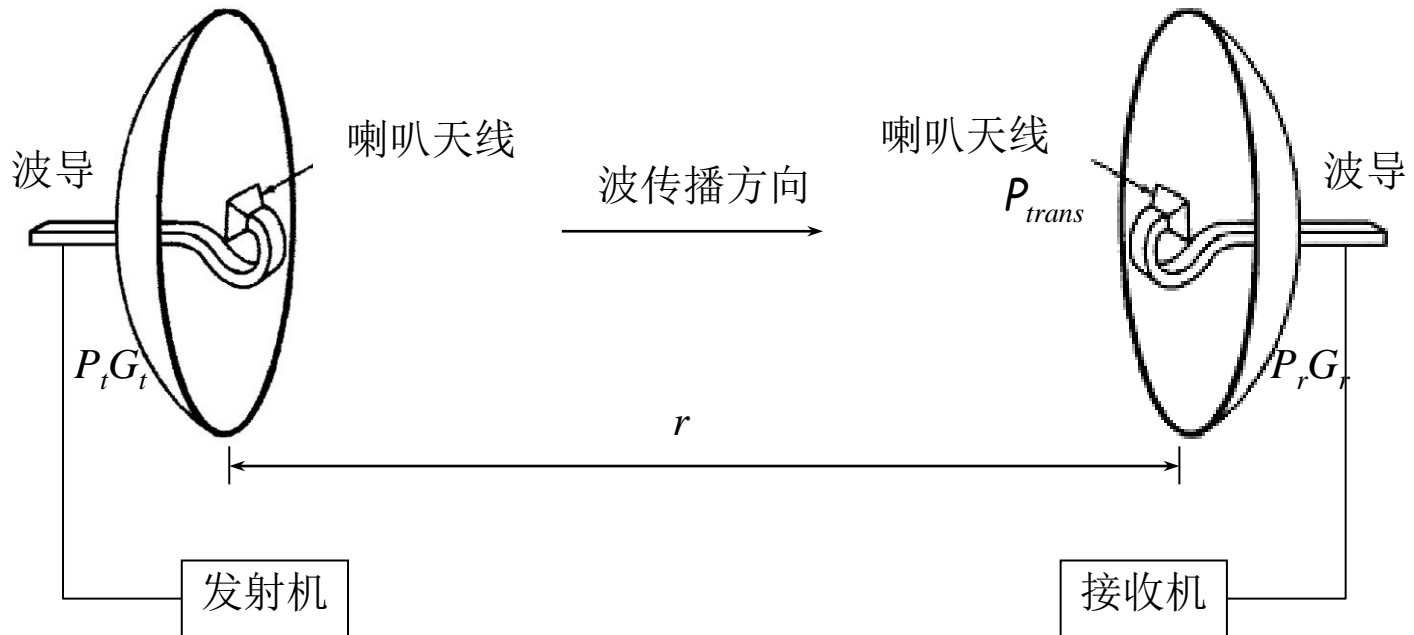 喇叭天线
喇叭天线
波导
波传播方向
P_trans
波导
P_tG_t
P_rG_r
r
发射机
接收机